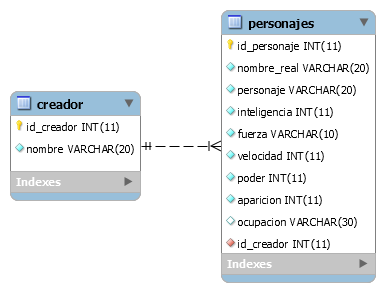 creador
id_creador INT(11)
nombre VARCHAR(20)
Indexes
personajes
id_personaje INT(11)
nombre_real VARCHAR(20)
personaje VARCHAR(20)
inteligencia INT(11)
fuerza VARCHAR(10)
velocidad INT(11)
poder INT(11)
aparicion INT(11)
ocupacion VARCHAR(30)
id_creador INT(11)
Indexes